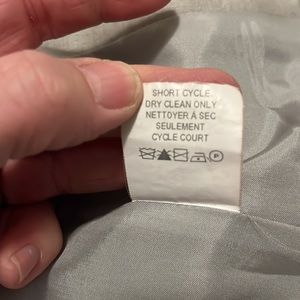 SHORT CYCLE
DRY CLEAN ONLY
NETTOYER À SEC
SEULEMENT
CYCLE COURT
P